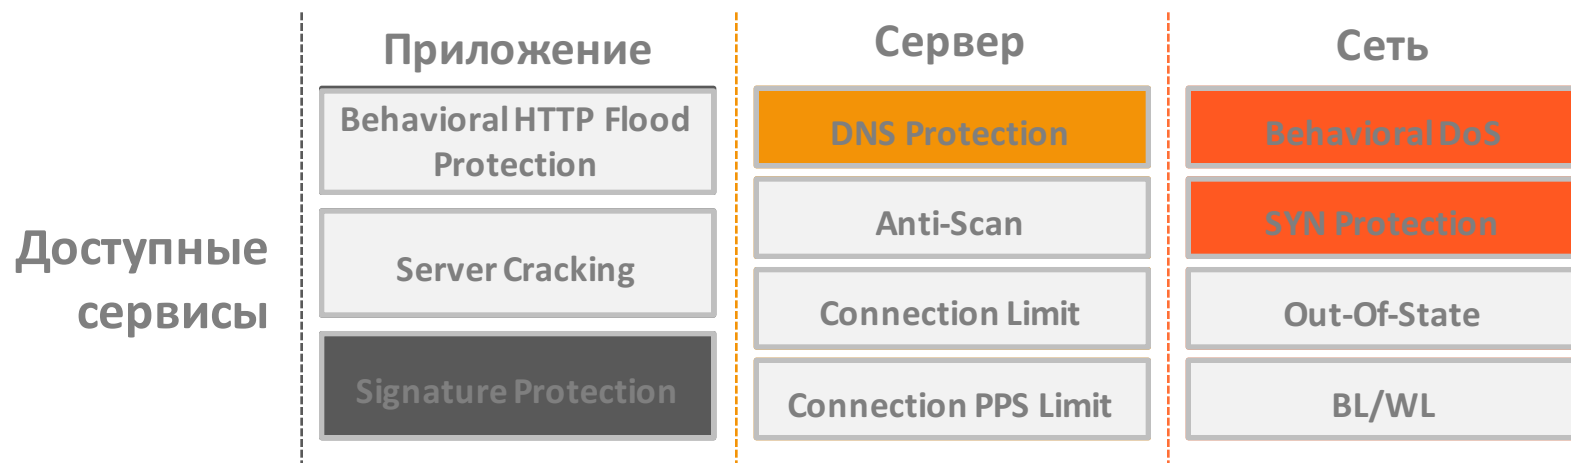 Доступные
сервисы
Приложение
Behavioral HTTP Flood
Protection
Server Cracking
Signature Protection
Сервер
DNS Protection
Anti-Scan
Connection Limit
Connection PPS Limit
Сеть
Behavioral DoS
SYN Protection
Out-Of-State
BL/WL